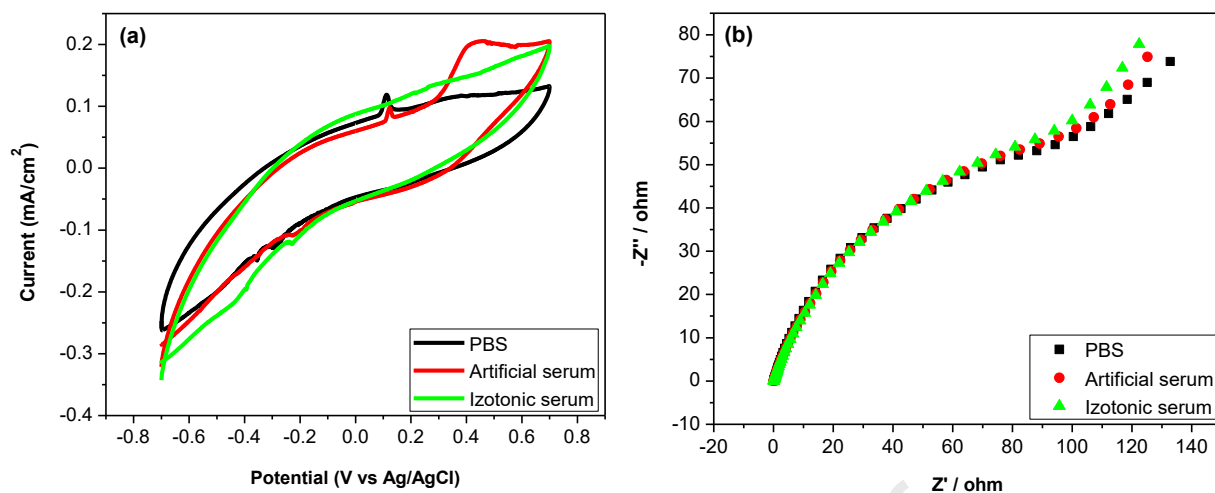 (a)
0.2
0.1
0.0
-0.1
-0.2
-0.3
-0.4
Current (mA/cm²)
PBS
Artificial serum
Izotonic serum
-0.8 -0.6 -0.4 -0.2 0.0 0.2 0.4 0.6 0.8
Potential (V vs Ag/AgCl)
(b)
80
70
60
50
40
30
20
10
0
-10
-Z" / ohm
PBS
Artificial serum
Izotonic serum
-20 0 20 40 60 80 100 120 140
Z' / ohm